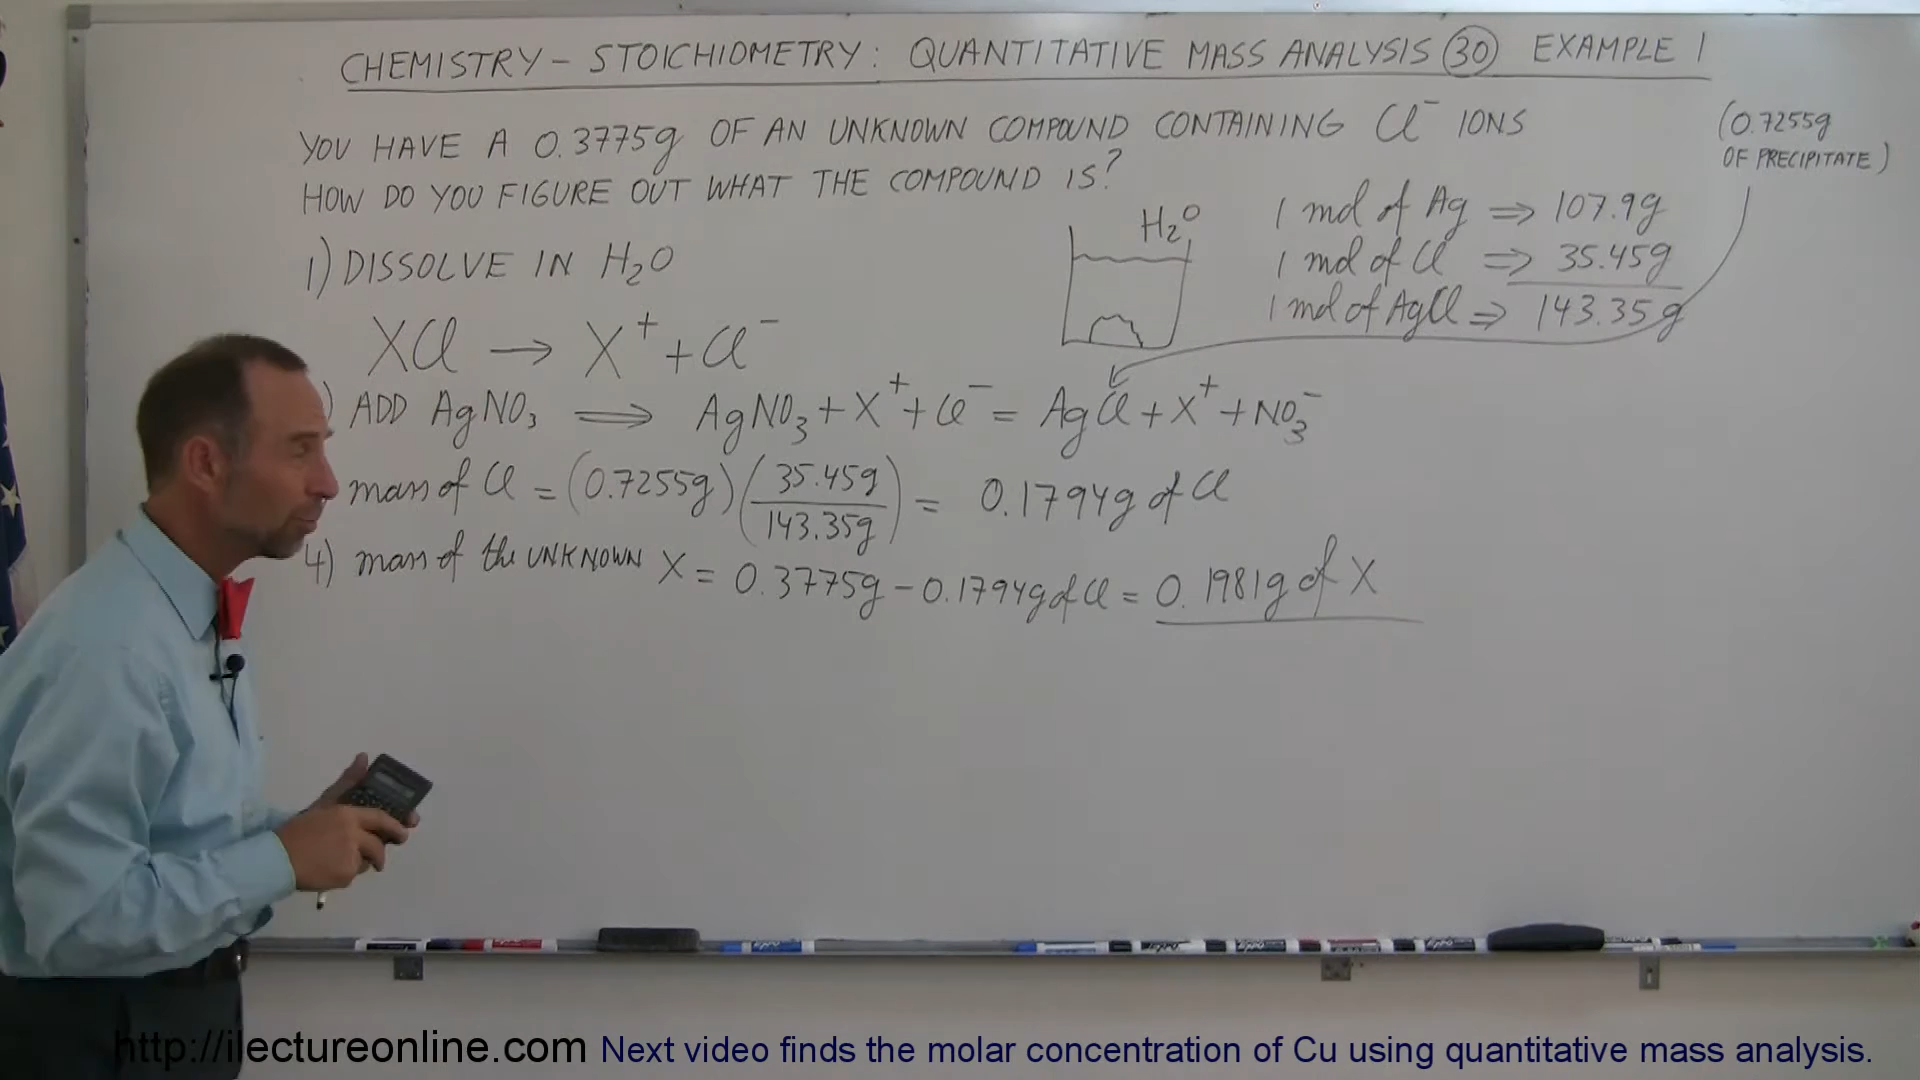 CHEMISTRY - STOICHIOMETRY: QUANTITATIVE MASS ANALYSIS (30) EXAMPLE 1
YOU HAVE A 0.3775g OF AN UNKNOWN COMPOUND CONTAINING Cl⁻ IONS
HOW DO YOU FIGURE OUT WHAT THE COMPOUND IS?
(0.7255g
OF PRECIPITATE)
1 mol of Ag ⇒ 107.9g
1 mol of Cl ⇒ 35.45g
1 mol of AgCl ⇒ 143.35g
H₂O
1) DISSOLVE IN H₂O
XCl → X⁺ + Cl⁻
) ADD AgNO₃ ⟹ AgNO₃ + X⁺ + Cl⁻ = AgCl + X⁺ + NO₃⁻
mass of Cl = (0.7255g)(35.45g/143.35g) = 0.1794g of Cl
4) mass of the UNKNOWN X = 0.3775g - 0.1794g of Cl = 0.1981g of X
http://ilectureonline.com Next video finds the molar concentration of Cu using quantitative mass analysis.